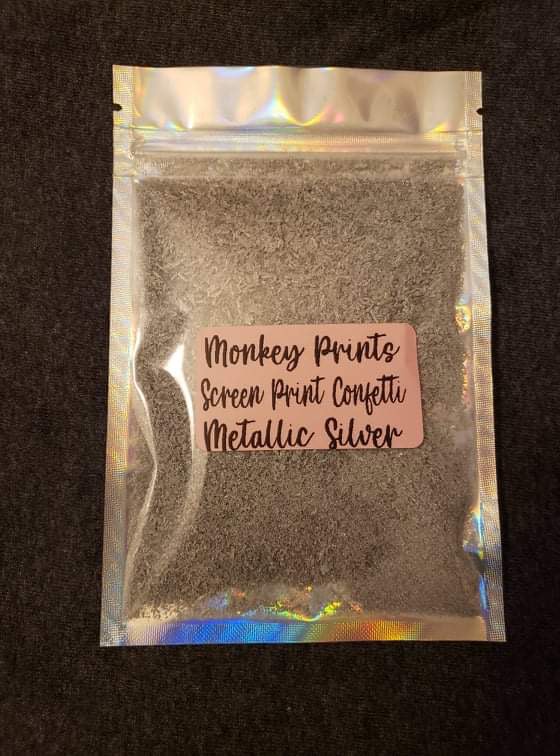 Monkey Prints
Screen Print Confetti
Metallic Silver